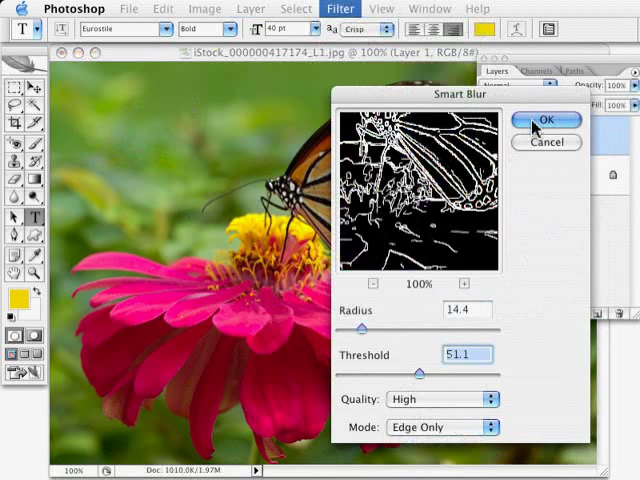 Photoshop File Edit Image Layer Select Filter View Window Help
T Eurostile Bold T 40 pt aa Crisp
iStock_000000417174_L1.jpg @ 100% (Layer 1, RGB/8#)
Layers Channels Paths
Normal Opacity: 100%
Fill: 100%
Smart Blur
OK
Cancel
- 100% +
Radius 14.4
Threshold 51.1
Quality: High
Mode: Edge Only
T
100% Doc: 1010.0K/1.97M